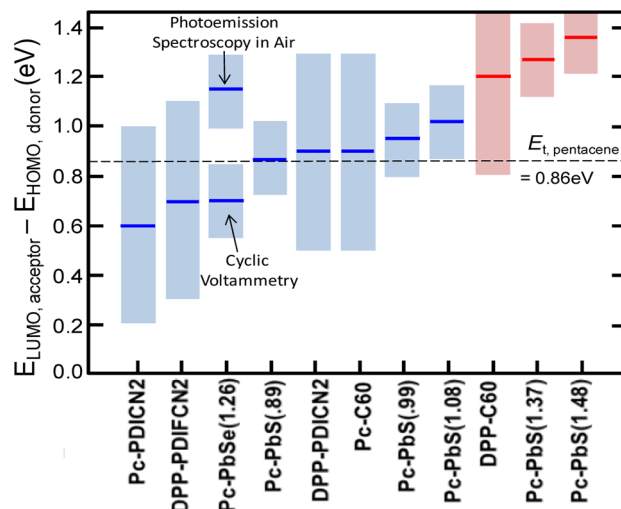 Photoemission
Spectroscopy in Air
E_LUMO, acceptor – E_HOMO, donor (eV)
1.4
1.2
1.0
0.8
0.6
0.4
0.2
0.0
E_t, pentacene
= 0.86eV
Cyclic
Voltammetry
Pc-PDICN2
DPP-PDIFCN2
Pc-PbSe(1.26)
Pc-PbS(.89)
DPP-PDICN2
Pc-C60
Pc-PbS(.99)
Pc-PbS(1.08)
DPP-C60
Pc-PbS(1.37)
Pc-PbS(1.48)